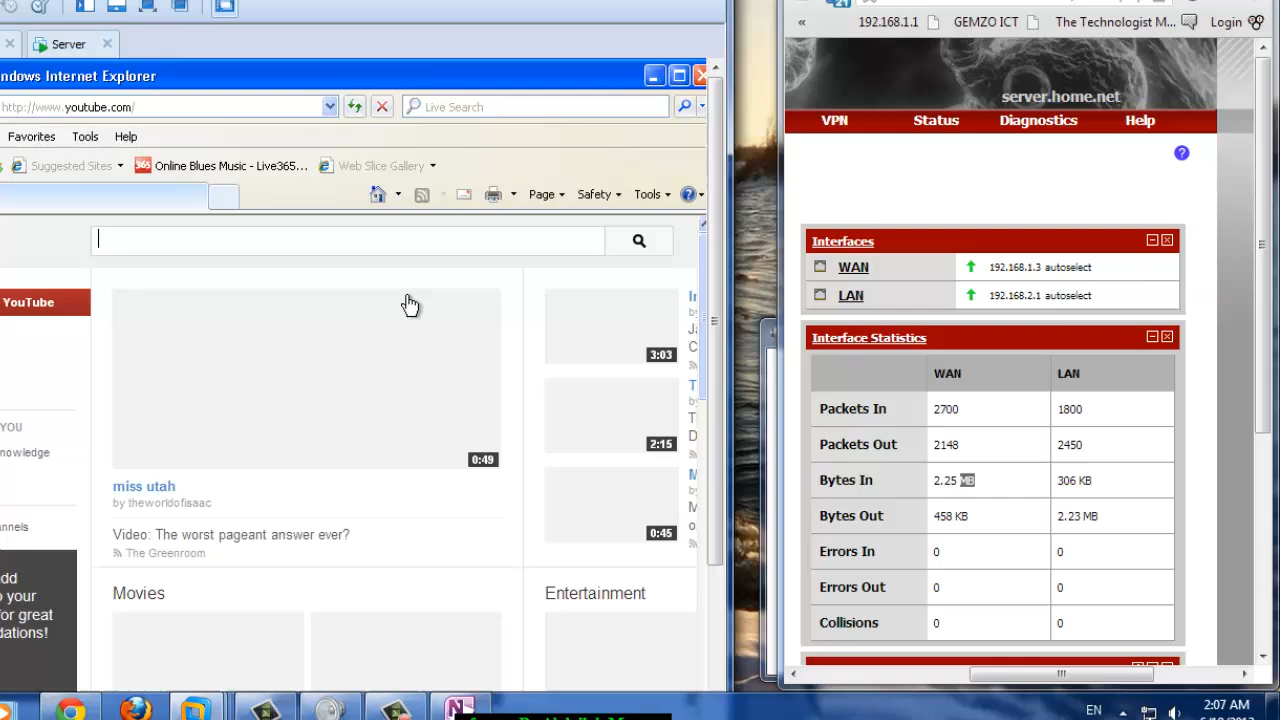 Server
ndows Internet Explorer
http://www.youtube.com/
Live Search
Favorites Tools Help
Suggested Sites
Online Blues Music - Live365...
Web Slice Gallery
Page
Safety
Tools
YouTube
YOU
nowledge
annels
add
o your
for great
dations!
0:49
miss utah
by theworldofisaac
Video: The worst pageant answer ever?
The Greenroom
3:03
2:15
0:45
Movies
Entertainment
« 192.168.1.1 GEMZO ICT The Technologist M... Login
server.home.net
VPN Status Diagnostics Help
Interfaces
WAN 192.168.1.3 autoselect
LAN 192.168.2.1 autoselect
Interface Statistics
WAN LAN
Packets In 2700 1800
Packets Out 2148 2450
Bytes In 2.25 MB 306 KB
Bytes Out 458 KB 2.23 MB
Errors In 0 0
Errors Out 0 0
Collisions 0 0
EN
2:07 AM